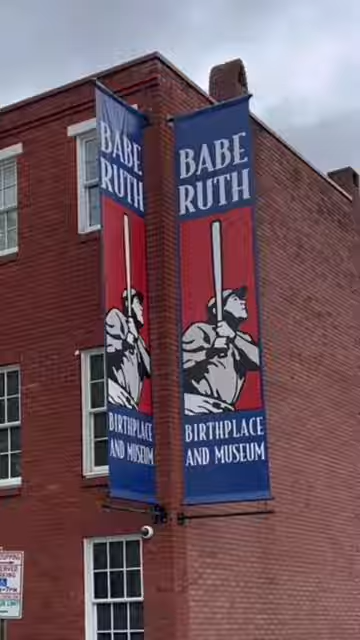 BABE
RUTH
BIRTHPLACE
AND MUSEUM
BABE
RUTH
BIRTHPLACE
AND MUSEUM